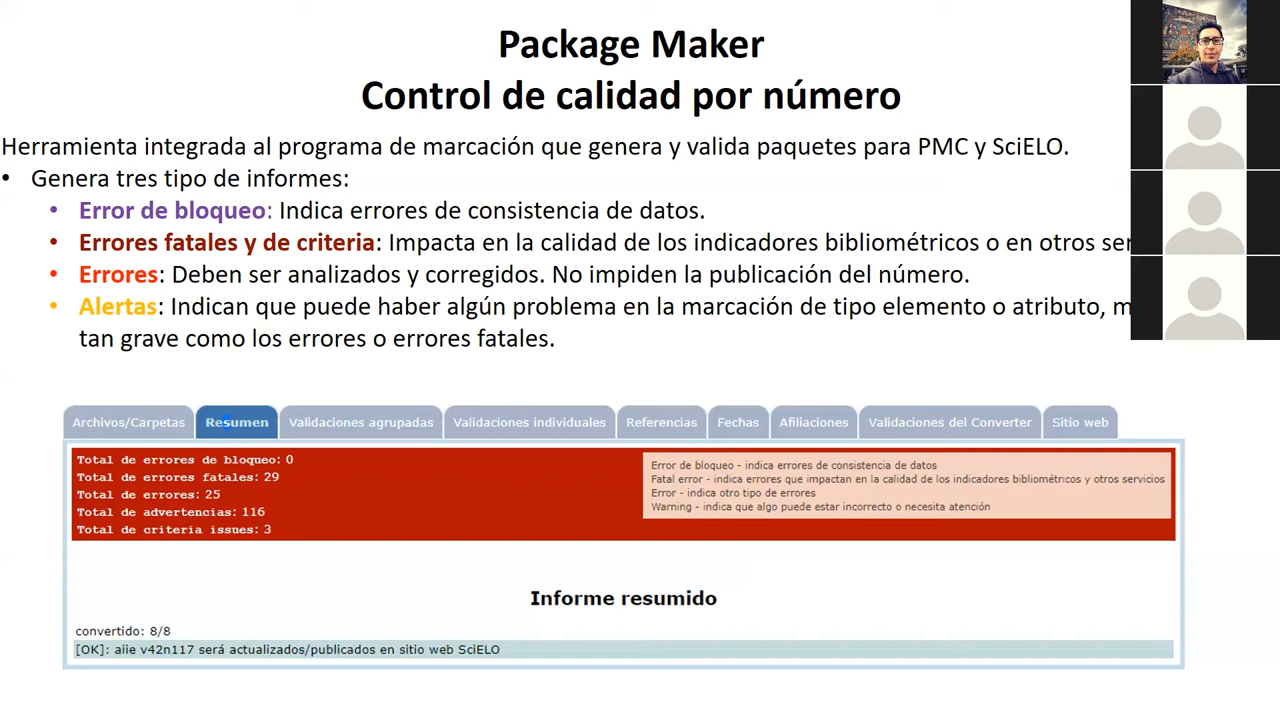 Package Maker
Control de calidad por número
Herramienta integrada al programa de marcación que genera y valida paquetes para PMC y SciELO.
• Genera tres tipo de informes:
• Error de bloqueo: Indica errores de consistencia de datos.
• Errores fatales y de criteria: Impacta en la calidad de los indicadores bibliométricos o en otros
• Errores: Deben ser analizados y corregidos. No impiden la publicación del número.
• Alertas: Indican que puede haber algún problema en la marcación de tipo elemento o atributo,
tan grave como los errores o errores fatales.
Archivos/Carpetas Resumen Validaciones agrupadas Validaciones individuales Referencias Fechas Afiliaciones Validaciones del Converter Sitio web
Total de errores de bloqueo: 0
Total de errores fatales: 29
Total de errores: 25
Total de advertencias: 116
Total de criteria issues: 3
Error de bloqueo - indica errores de consistencia de datos
Fatal error - indica errores que impactan en la calidad de los indicadores bibliométricos y otros servicios
Error - indica otro tipo de errores
Warning - indica que algo puede estar incorrecto o necesita atención
Informe resumido
convertido: 8/8
[OK]: aiie v42n117 será actualizados/publicados en sitio web SciELO